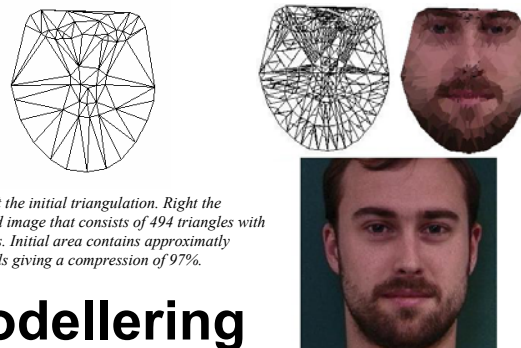 t the initial triangulation. Right the
d image that consists of 494 triangles with
s. Initial area contains approximatly
ls giving a compression of 97%.
odellering